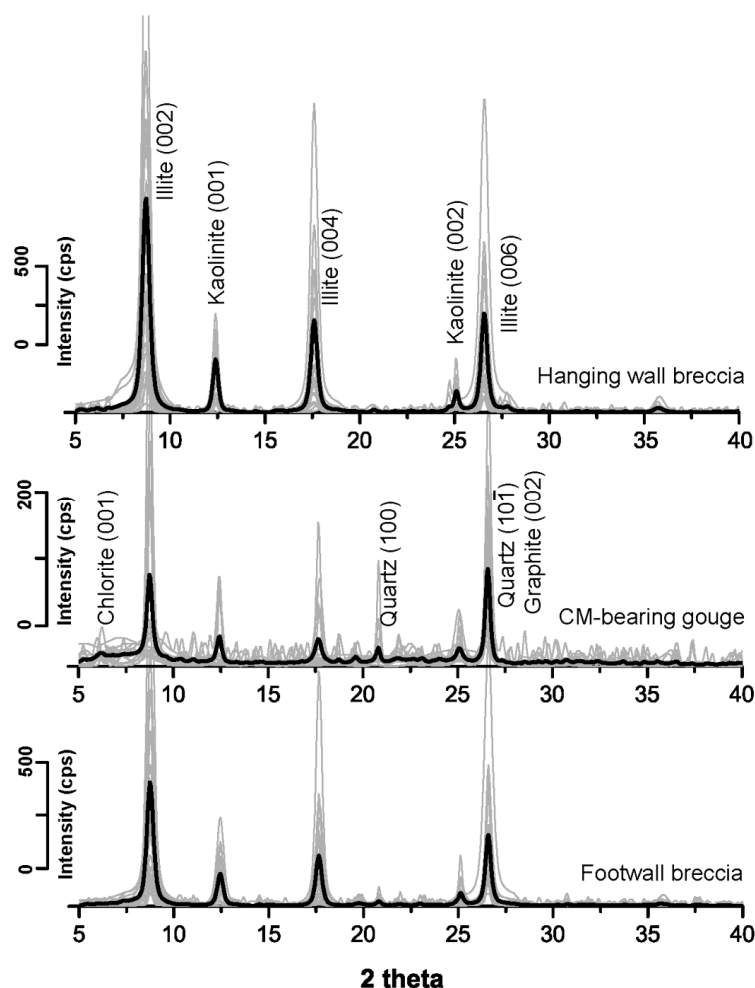 Intensity (cps)
500
0
Illite (002)
Kaolinite (001)
Illite (004)
Kaolinite (002)
Illite (006)
Hanging wall breccia
5 10 15 20 25 30 35 40
Intensity (cps)
200
0
Chlorite (001)
Quartz (100)
Quartz (101)
Graphite (002)
CM-bearing gouge
5 10 15 20 25 30 35 40
Intensity (cps)
500
0
Footwall breccia
5 10 15 20 25 30 35 40
2 theta